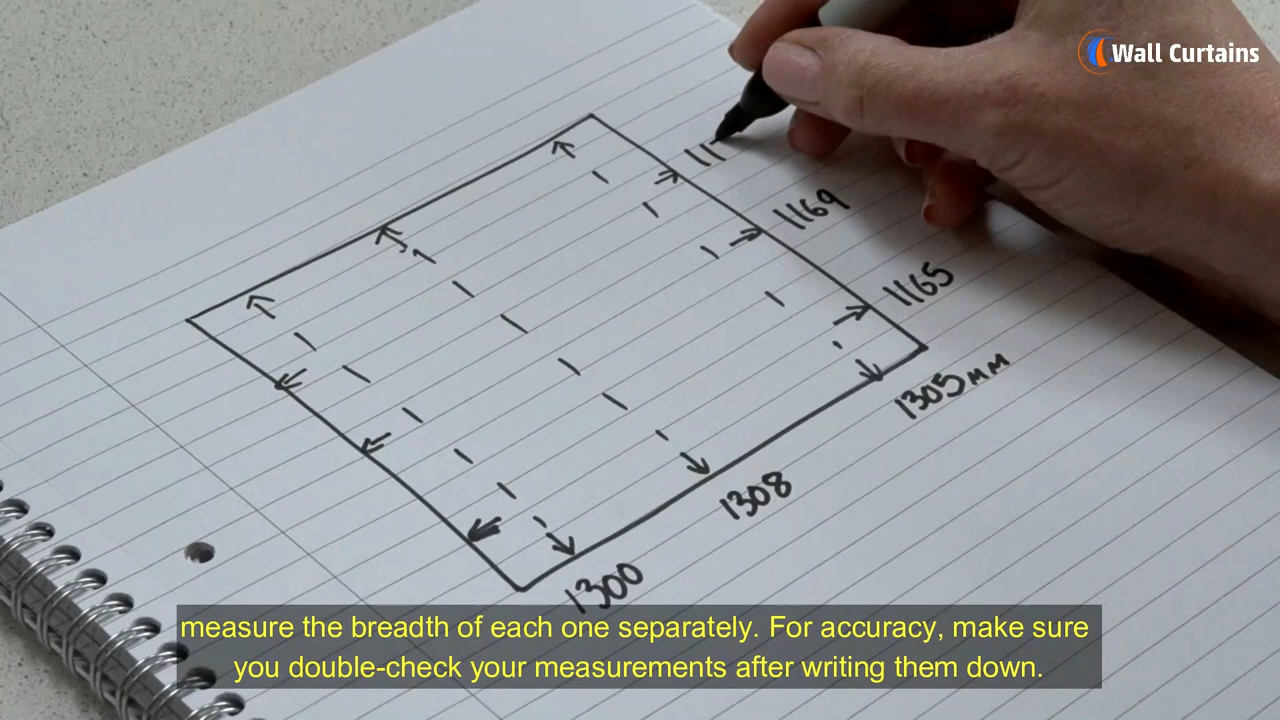 Wall Curtains
117
1169
1165
1305mm
1308
1300
measure the breadth of each one separately. For accuracy, make sure
you double-check your measurements after writing them down.